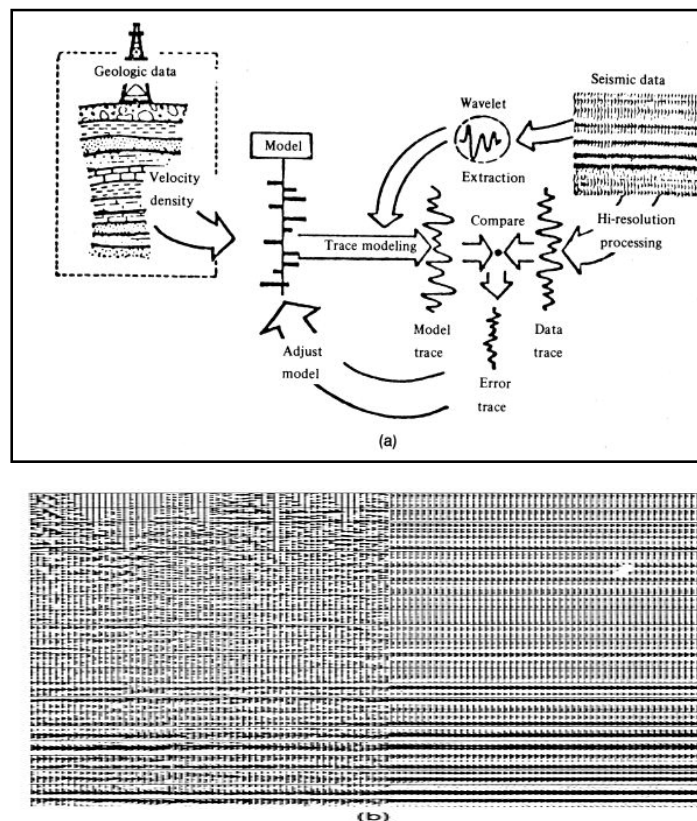 Geologic data
Velocity
density
Model
Wavelet
Extraction
Seismic data
Hi-resolution
processing
Trace modeling
Compare
Model
trace
Data
trace
Error
trace
Adjust
model
(a)
(b)